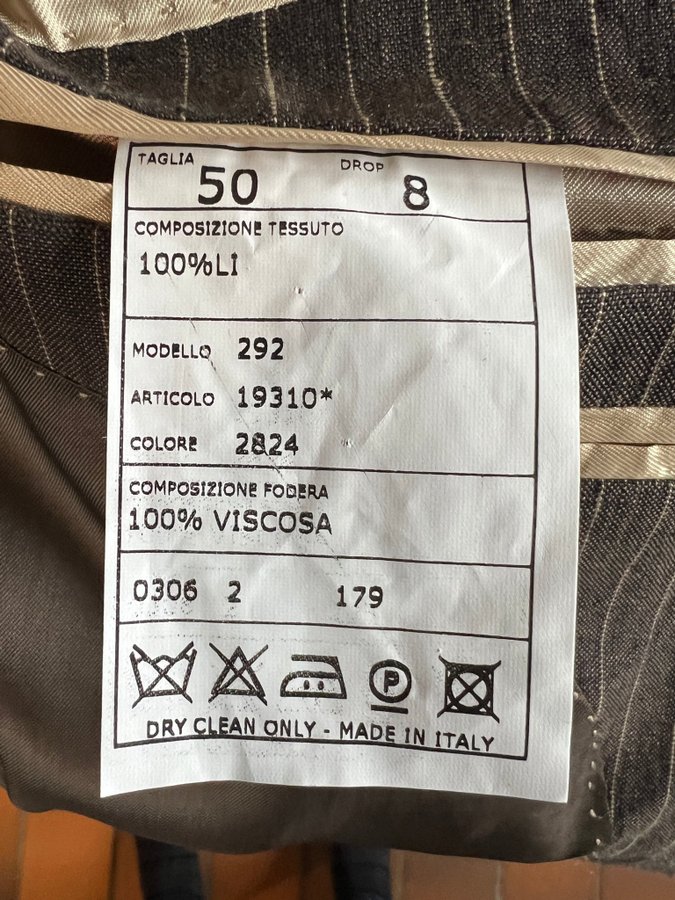 TAGLIA 50 DROP 8
COMPOSIZIONE TESSUTO
100%LI
MODELLO 292
ARTICOLO 19310*
COLORE 2824
COMPOSIZIONE FODERA
100% VISCOSA
0306 2 179
P
DRY CLEAN ONLY - MADE IN ITALY